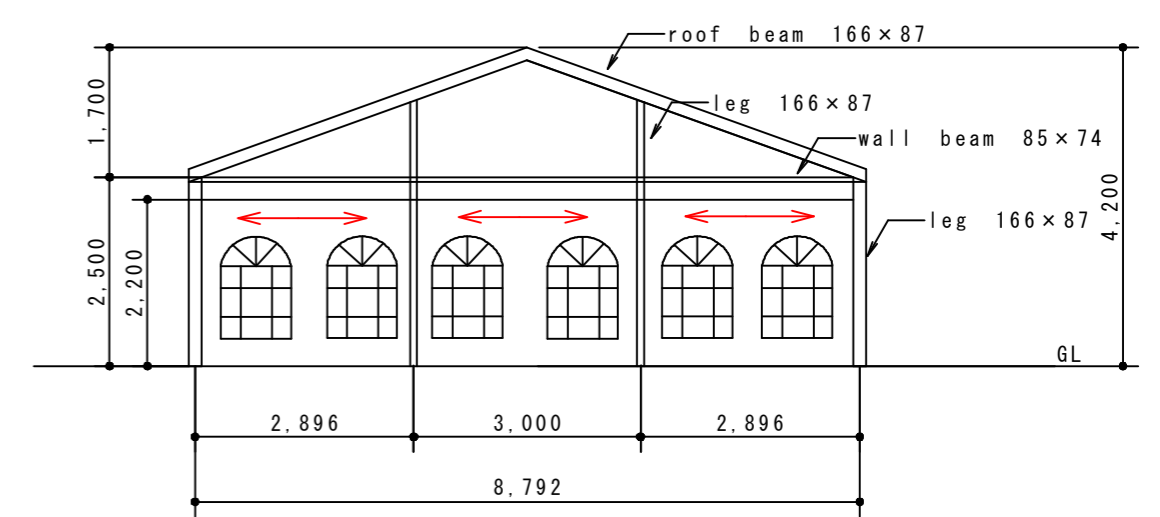 roof beam 166×87
leg 166×87
wall beam 85×74
leg 166×87
1,700
2,500
2,200
4,200
GL
2,896 3,000 2,896
8,792